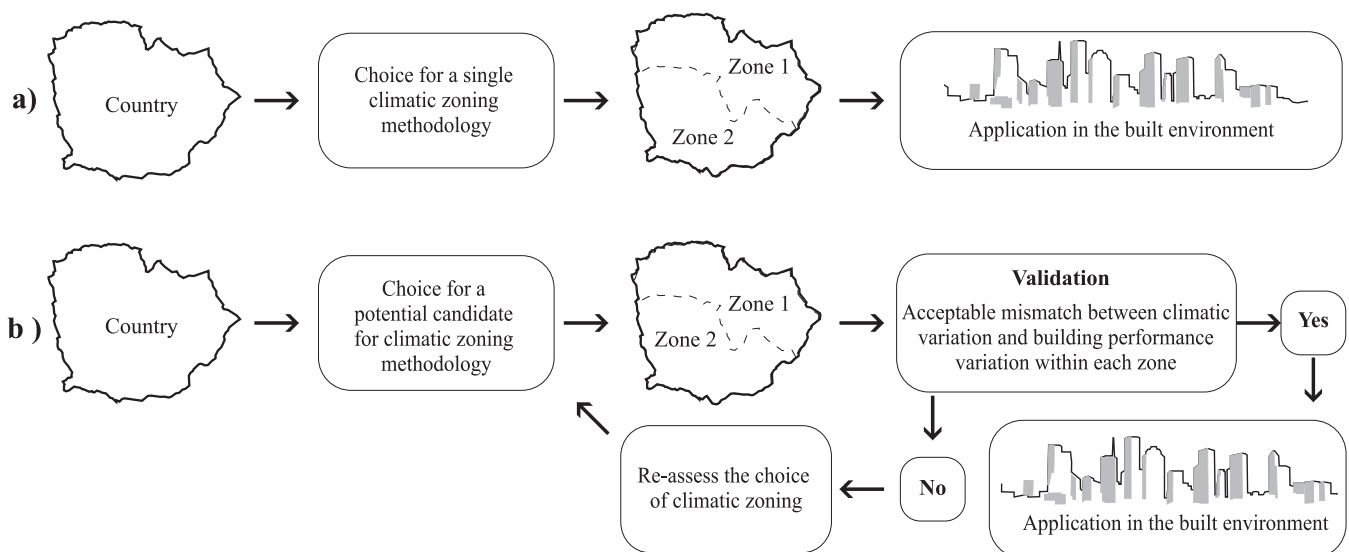 a)
Country
Choice for a single
climatic zoning
methodology
Zone 1
Zone 2
Application in the built environment
b )
Country
Choice for a
potential candidate
for climatic zoning
methodology
Zone 1
Zone 2
Validation
Acceptable mismatch between climatic
variation and building performance
variation within each zone
Yes
No
Re-assess the choice
of climatic zoning
Application in the built environment